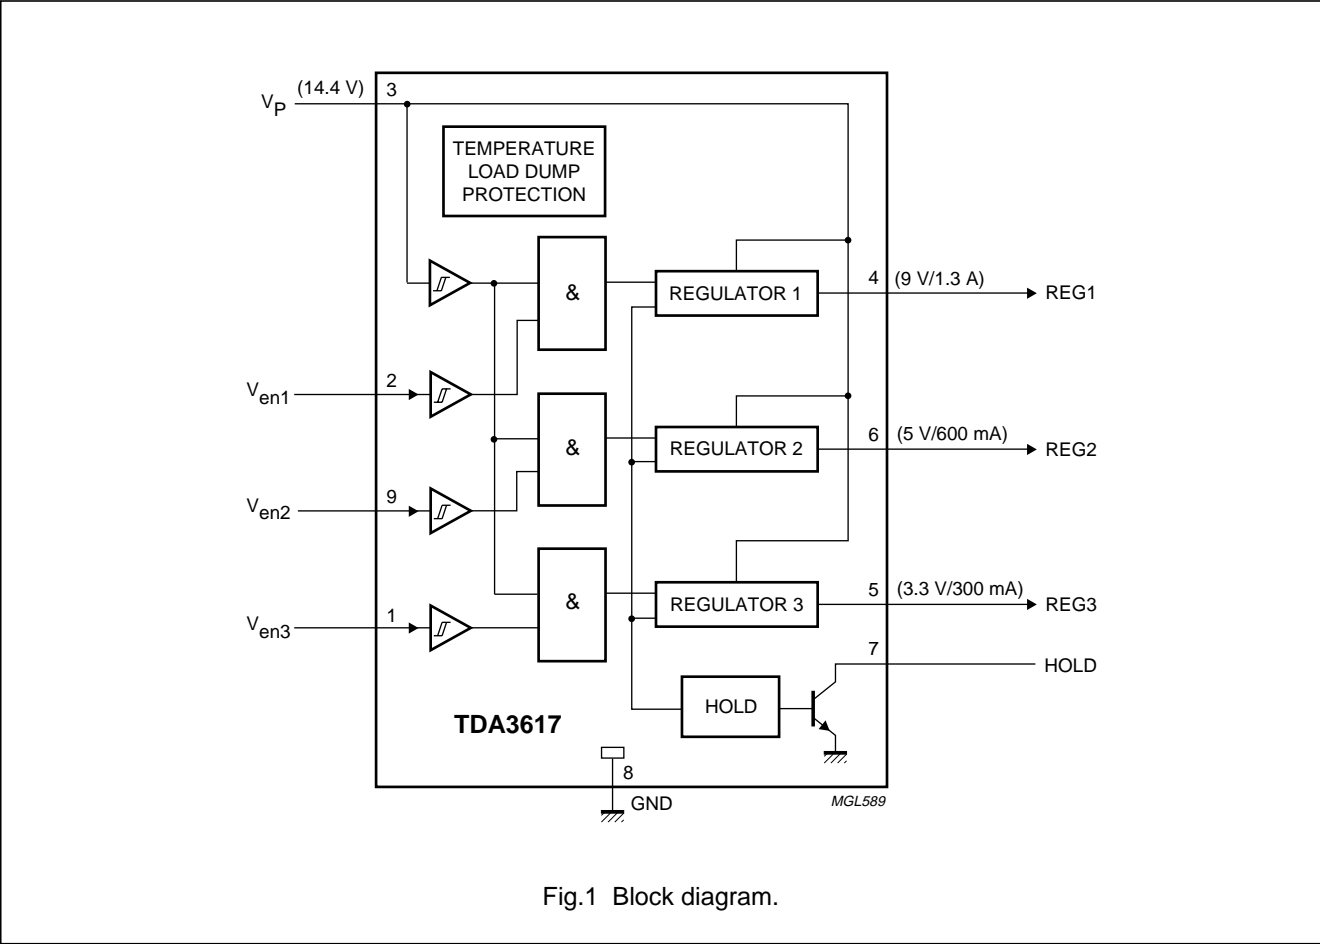 VP (14.4 V) 3
TEMPERATURE
LOAD DUMP
PROTECTION
&
REGULATOR 1
4 (9 V/1.3 A)
REG1
Ven1 2
&
REGULATOR 2
6 (5 V/600 mA)
REG2
Ven2 9
&
REGULATOR 3
5 (3.3 V/300 mA)
REG3
Ven3 1
7
HOLD
HOLD
TDA3617
8
GND
MGL589
Fig.1 Block diagram.